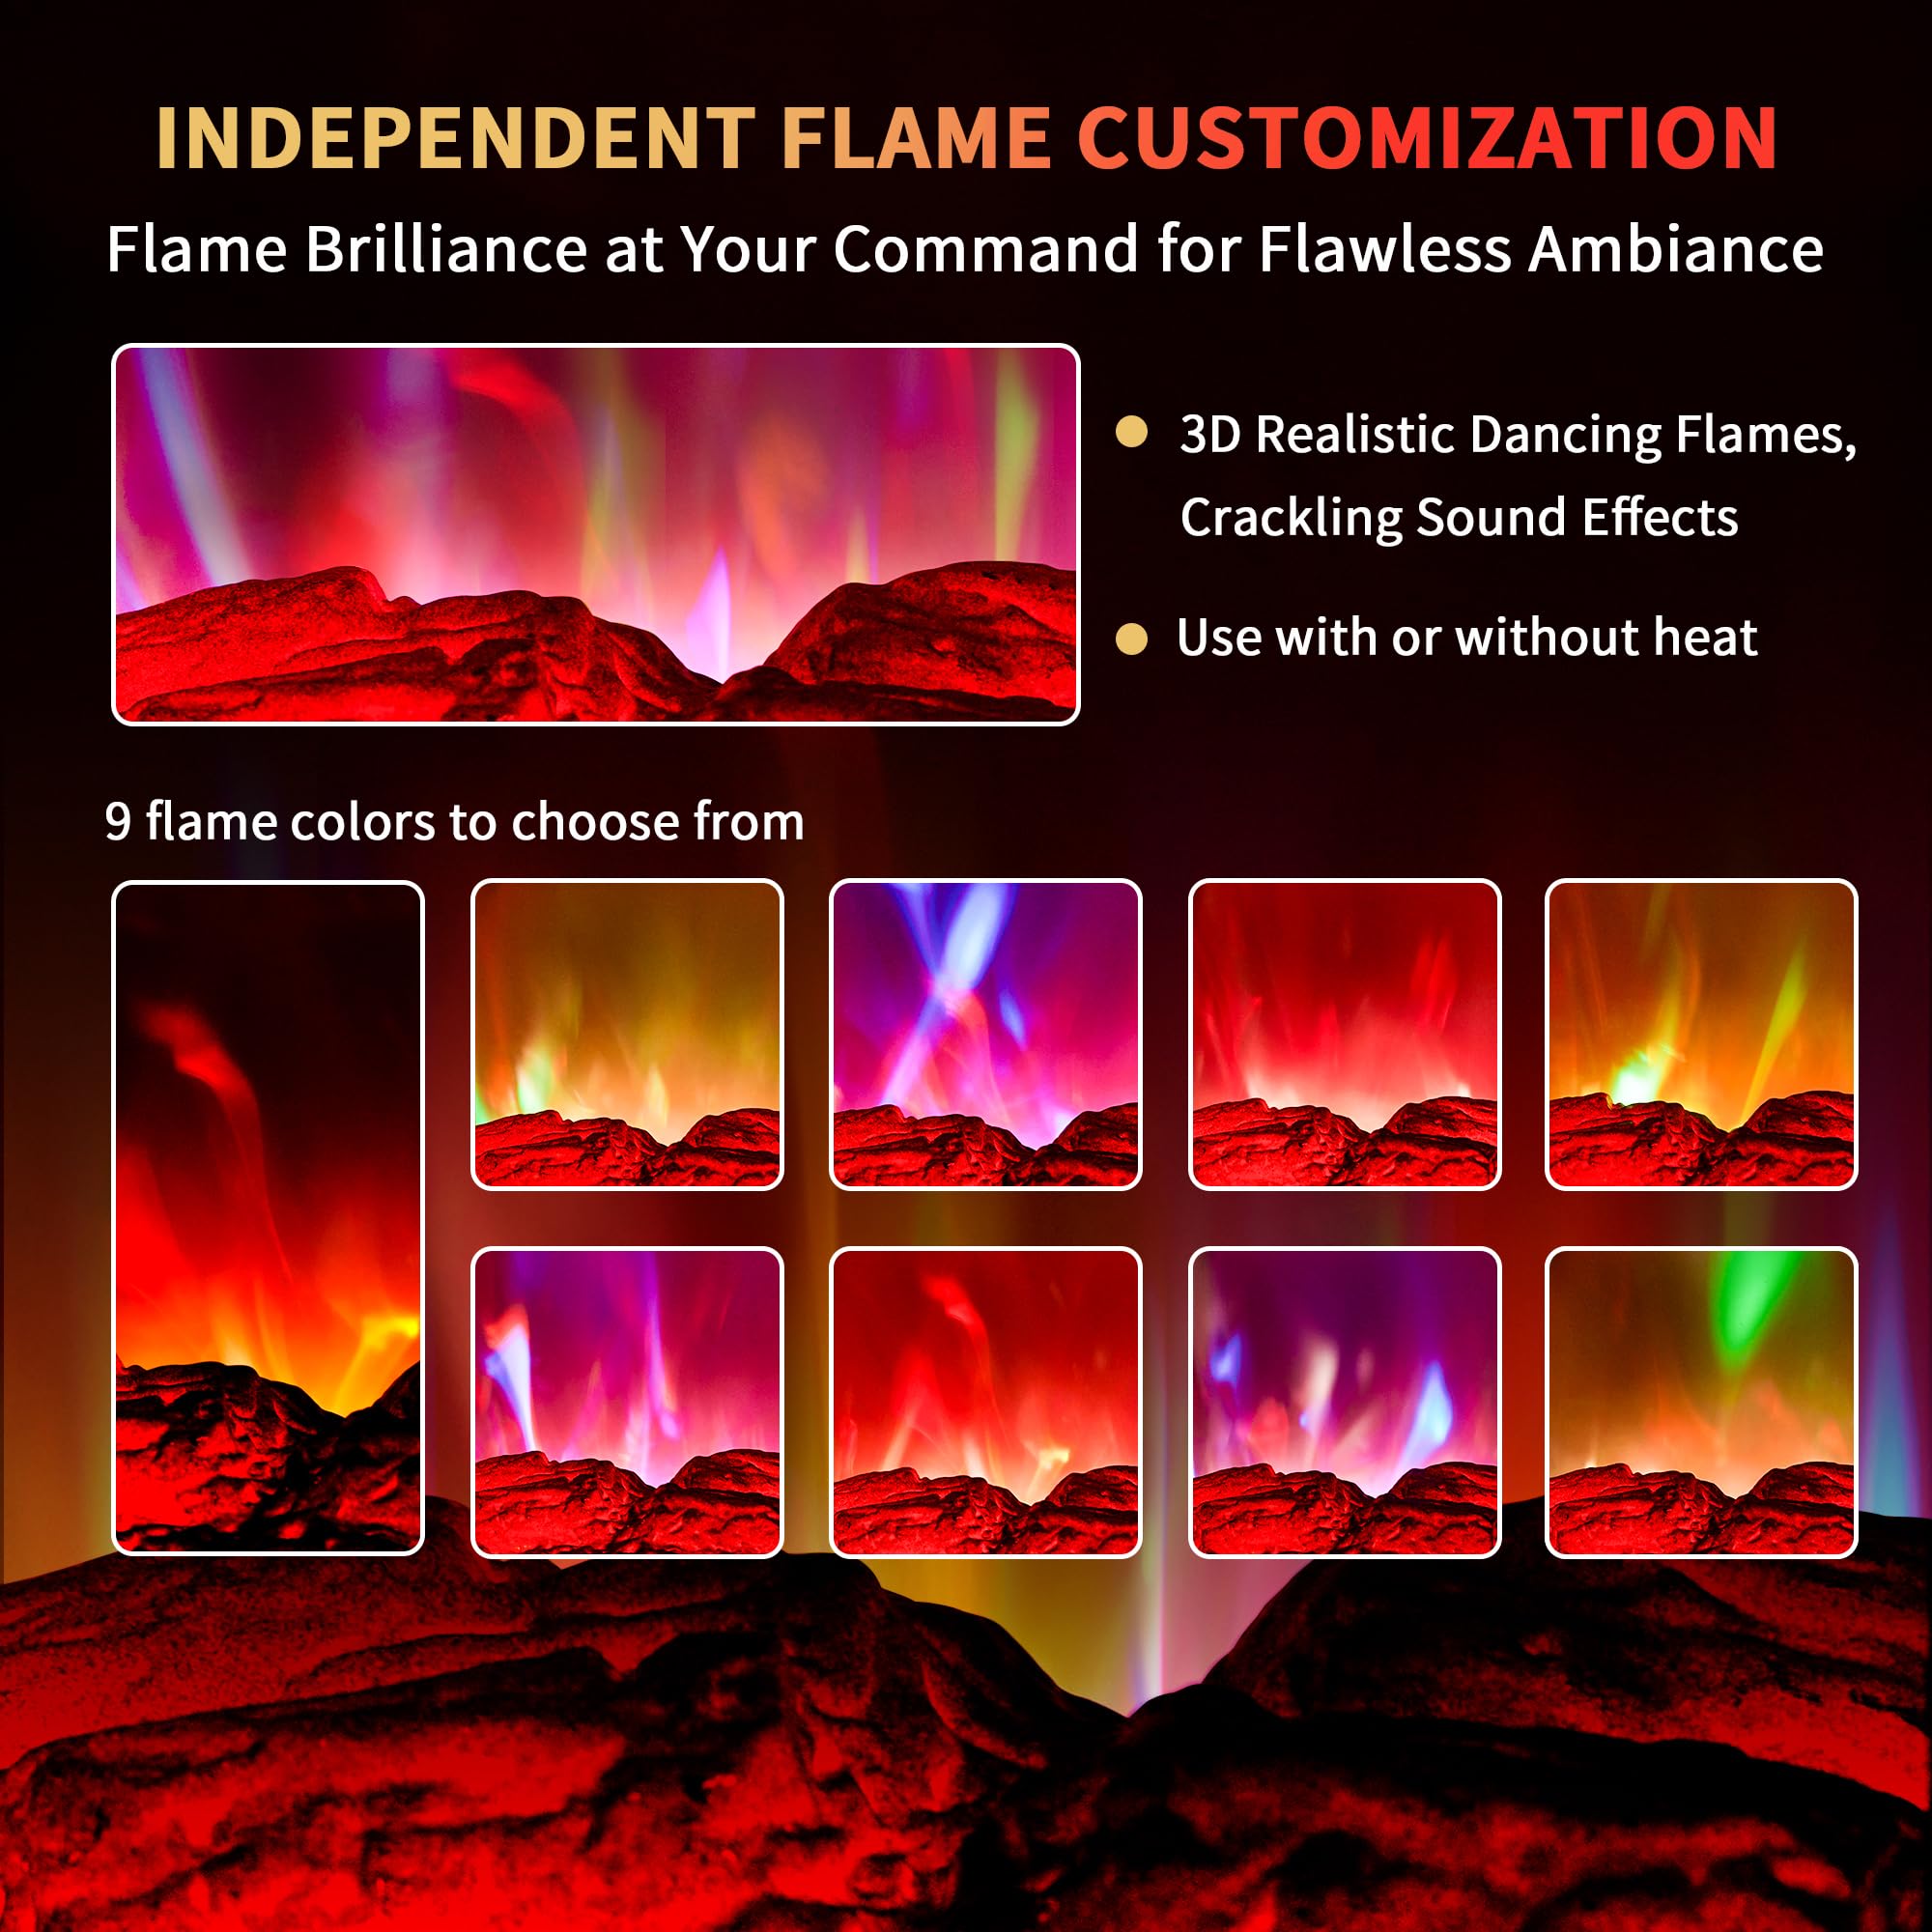 INDEPENDENT FLAME CUSTOMIZATION
Flame Brilliance at Your Command for Flawless Ambiance
3D Realistic Dancing Flames,
Crackling Sound Effects
Use with or without heat
9 flame colors to choose from